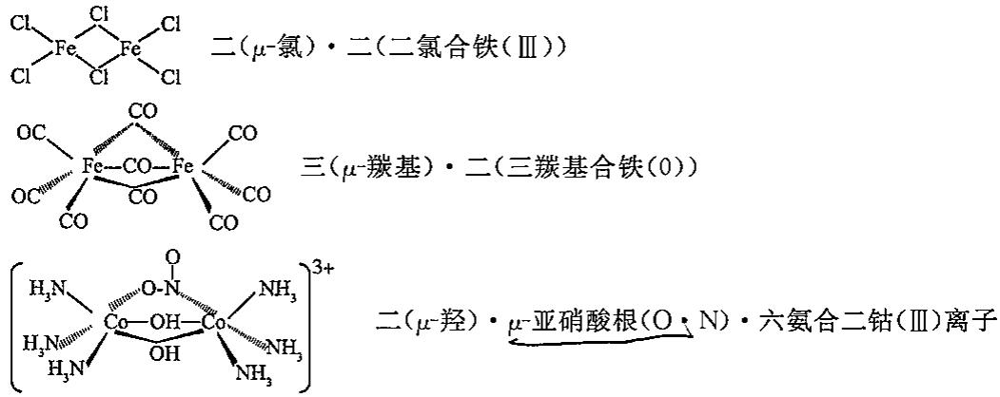 Cl Cl Cl
Fe Fe 二(μ-氯)·二(二氯合铁(Ⅲ))
Cl Cl Cl
CO
OC CO
Fe CO Fe 三(μ-羰基)·二(三羰基合铁(0))
OC CO CO
CO CO
O 3+
H₃N O-N NH₃
Co OH Co 二(μ-羟)·μ-亚硝酸根(O·N)·六氨合二钴(Ⅲ)离子
H₃N OH NH₃
H₃N NH₃